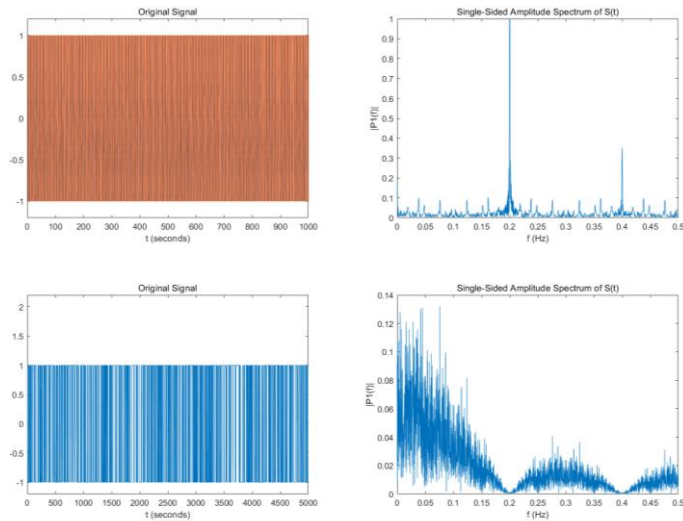 Original Signal
1
0.5
0
-0.5
-1
0 100 200 300 400 500 600 700 800 900 1000
t (seconds)
Single-Sided Amplitude Spectrum of S(t)
|P1(f)|
1
0.9
0.8
0.7
0.6
0.5
0.4
0.3
0.2
0.1
0
0 0.05 0.1 0.15 0.2 0.25 0.3 0.35 0.4 0.45 0.5
f (Hz)
Original Signal
2
1.5
1
0.5
0
-0.5
-1
0 500 1000 1500 2000 2500 3000 3500 4000 4500 5000
t (seconds)
Single-Sided Amplitude Spectrum of S(t)
|P1(f)|
0.14
0.12
0.1
0.08
0.06
0.04
0.02
0
0 0.05 0.1 0.15 0.2 0.25 0.3 0.35 0.4 0.45 0.5
f (Hz)